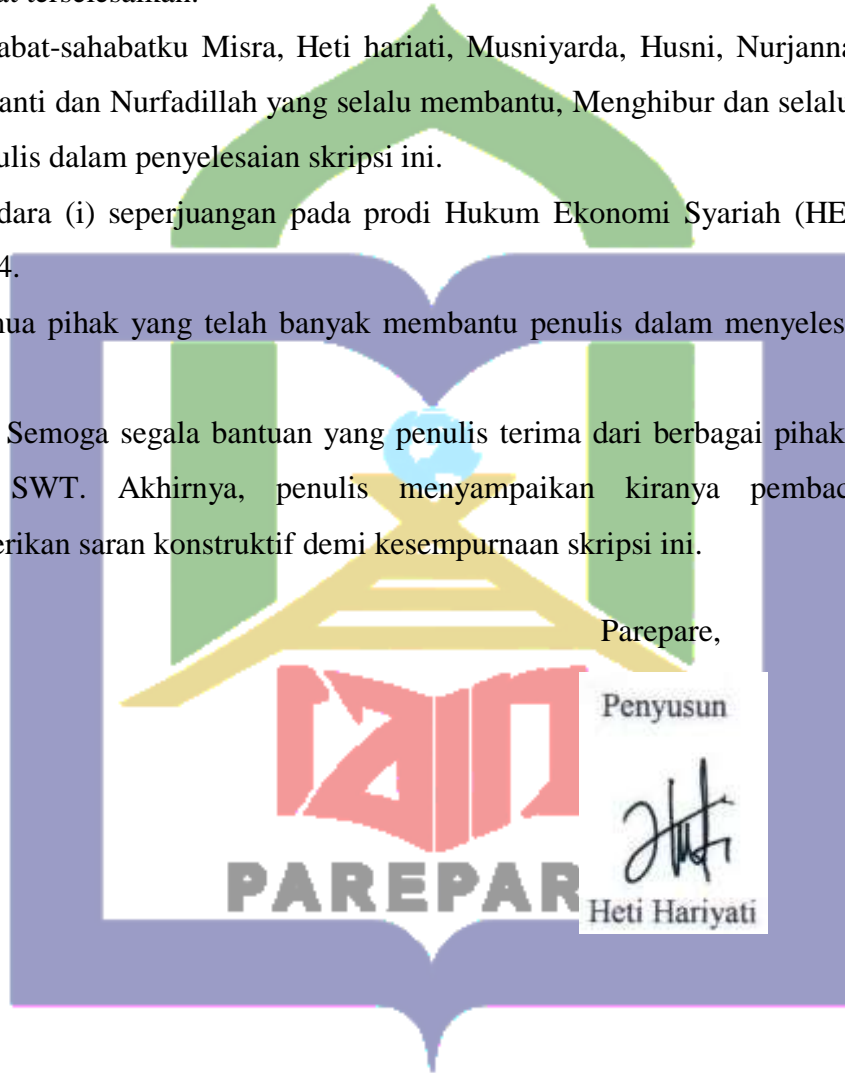 at terselesaikan.
abat-sahabatku Misra, Heti hariati, Musniyarda, Husni, Nurjanna
anti dan Nurfadillah yang selalu membantu, Menghibur dan selalu
ulis dalam penyelesaian skripsi ini.
dara (i) seperjuangan pada prodi Hukum Ekonomi Syariah (HE
4.
nua pihak yang telah banyak membantu penulis dalam menyeles
Semoga segala bantuan yang penulis terima dari berbagai pihak
SWT. Akhirnya, penulis menyampaikan kiranya pembac
erikan saran konstruktif demi kesempurnaan skripsi ini.
Parepare,
Penyusun
Heti Hariyati
iain
PAREPAR